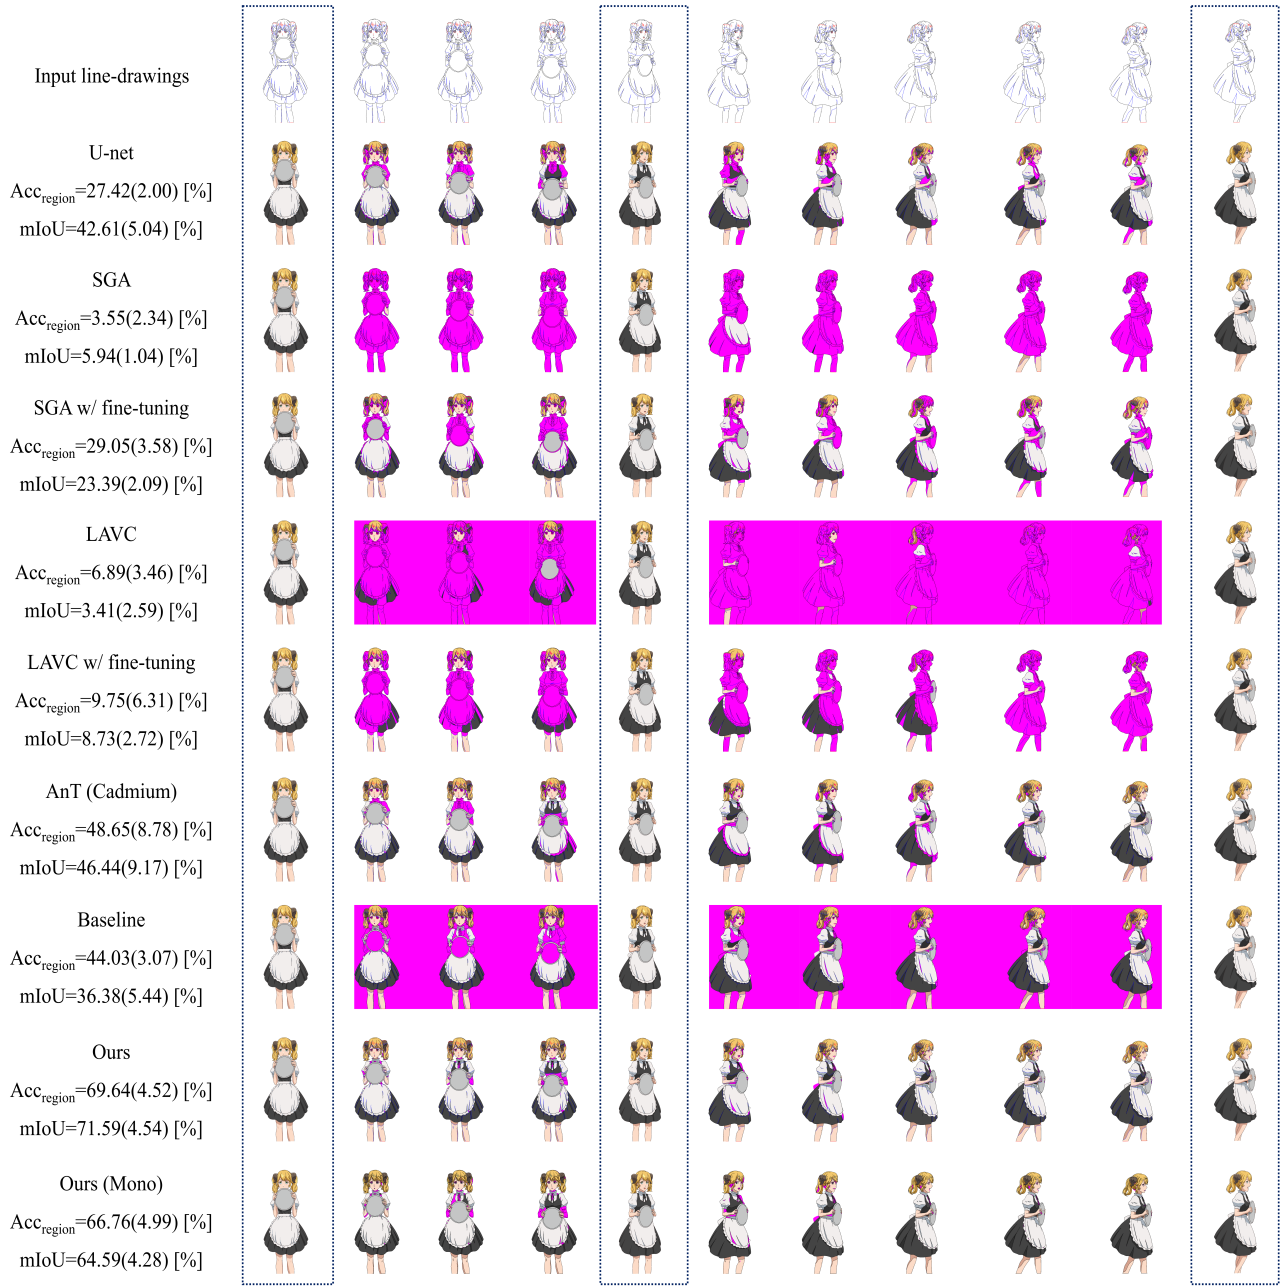 Input line-drawings
U-net
Acc_region=27.42(2.00) [%]
mIoU=42.61(5.04) [%]
SGA
Acc_region=3.55(2.34) [%]
mIoU=5.94(1.04) [%]
SGA w/ fine-tuning
Acc_region=29.05(3.58) [%]
mIoU=23.39(2.09) [%]
LAVC
Acc_region=6.89(3.46) [%]
mIoU=3.41(2.59) [%]
LAVC w/ fine-tuning
Acc_region=9.75(6.31) [%]
mIoU=8.73(2.72) [%]
AnT (Cadmium)
Acc_region=48.65(8.78) [%]
mIoU=46.44(9.17) [%]
Baseline
Acc_region=44.03(3.07) [%]
mIoU=36.38(5.44) [%]
Ours
Acc_region=69.64(4.52) [%]
mIoU=71.59(4.54) [%]
Ours (Mono)
Acc_region=66.76(4.99) [%]
mIoU=64.59(4.28) [%]